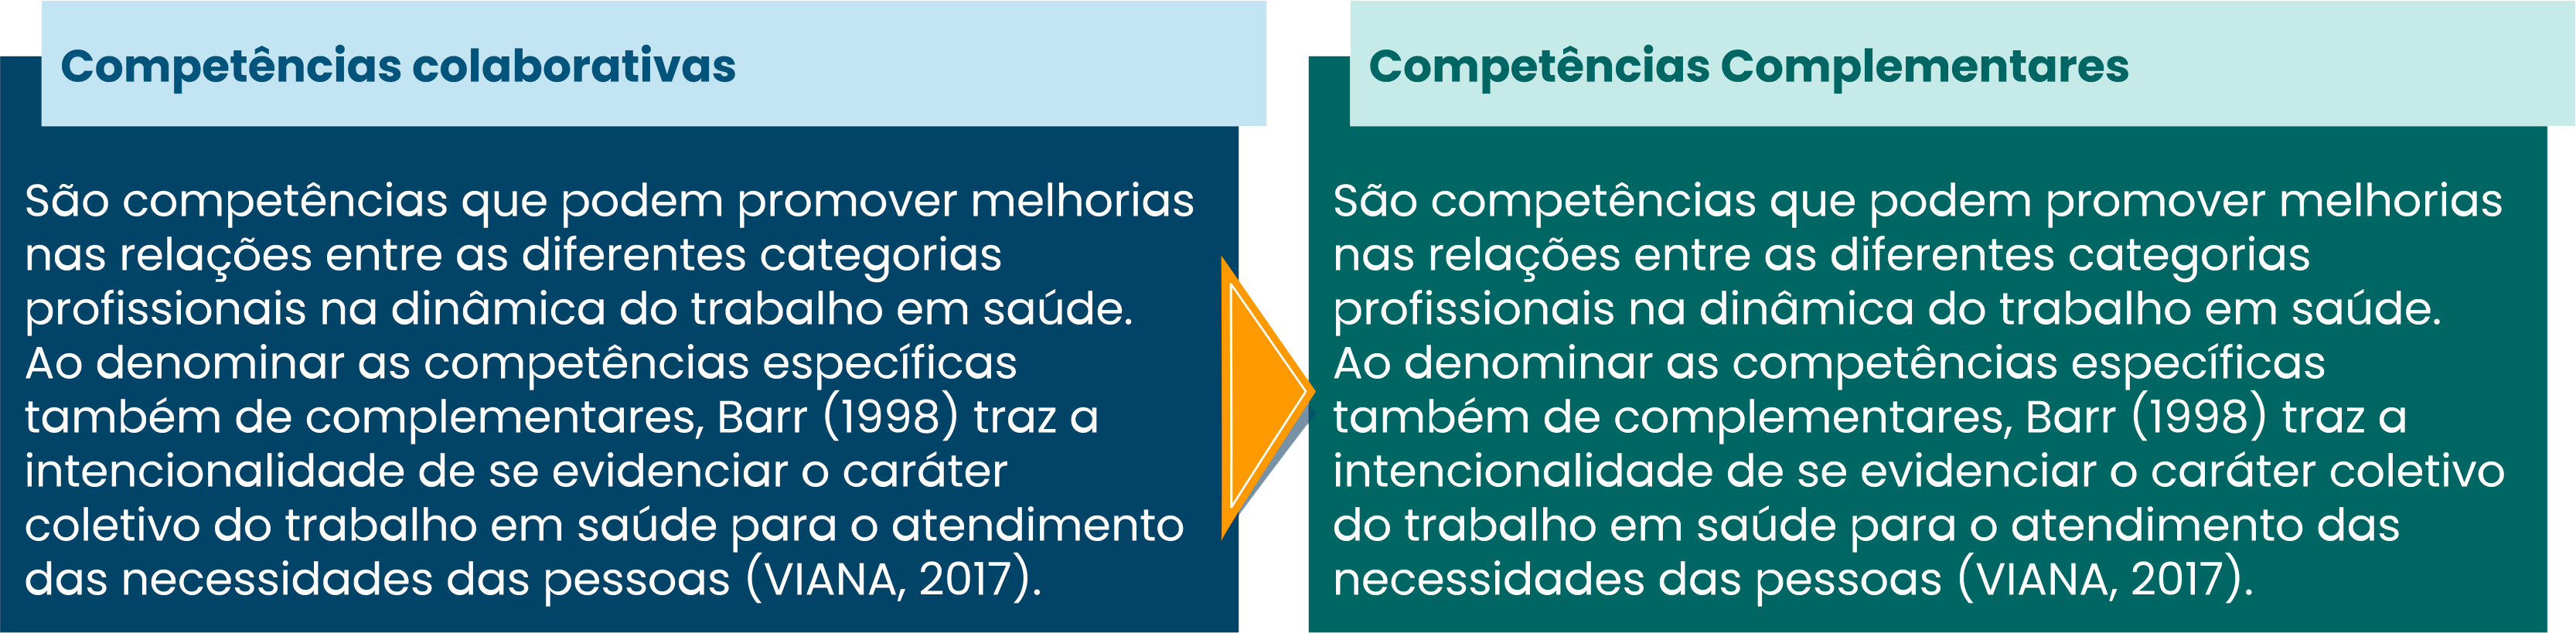 Competências colaborativas
São competências que podem promover melhorias
nas relações entre as diferentes categorias
profissionais na dinâmica do trabalho em saúde.
Ao denominar as competências específicas
também de complementares, Barr (1998) traz a
intencionalidade de se evidenciar o caráter
coletivo do trabalho em saúde para o atendimento
das necessidades das pessoas (VIANA, 2017).
Competências Complementares
São competências que podem promover melhorias
nas relações entre as diferentes categorias
profissionais na dinâmica do trabalho em saúde.
Ao denominar as competências específicas
também de complementares, Barr (1998) traz a
intencionalidade de se evidenciar o caráter coletivo
do trabalho em saúde para o atendimento das
necessidades das pessoas (VIANA, 2017).